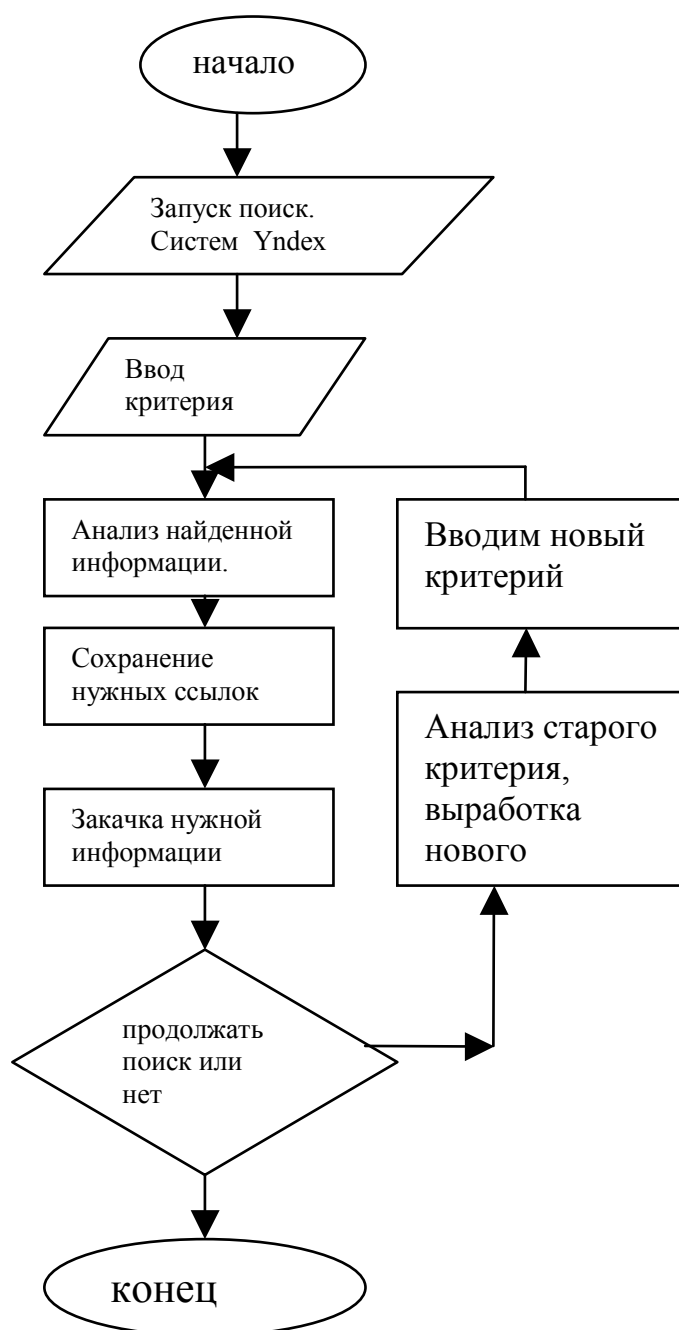 начало
Запуск поиск.
Систем Yndex
Ввод
критерия
Анализ найденной
информации.
Сохранение
нужных ссылок
Закачка нужной
информации
продолжать
поиск или
нет
Вводим новый
критерий
Анализ старого
критерия,
выработка
нового
конец